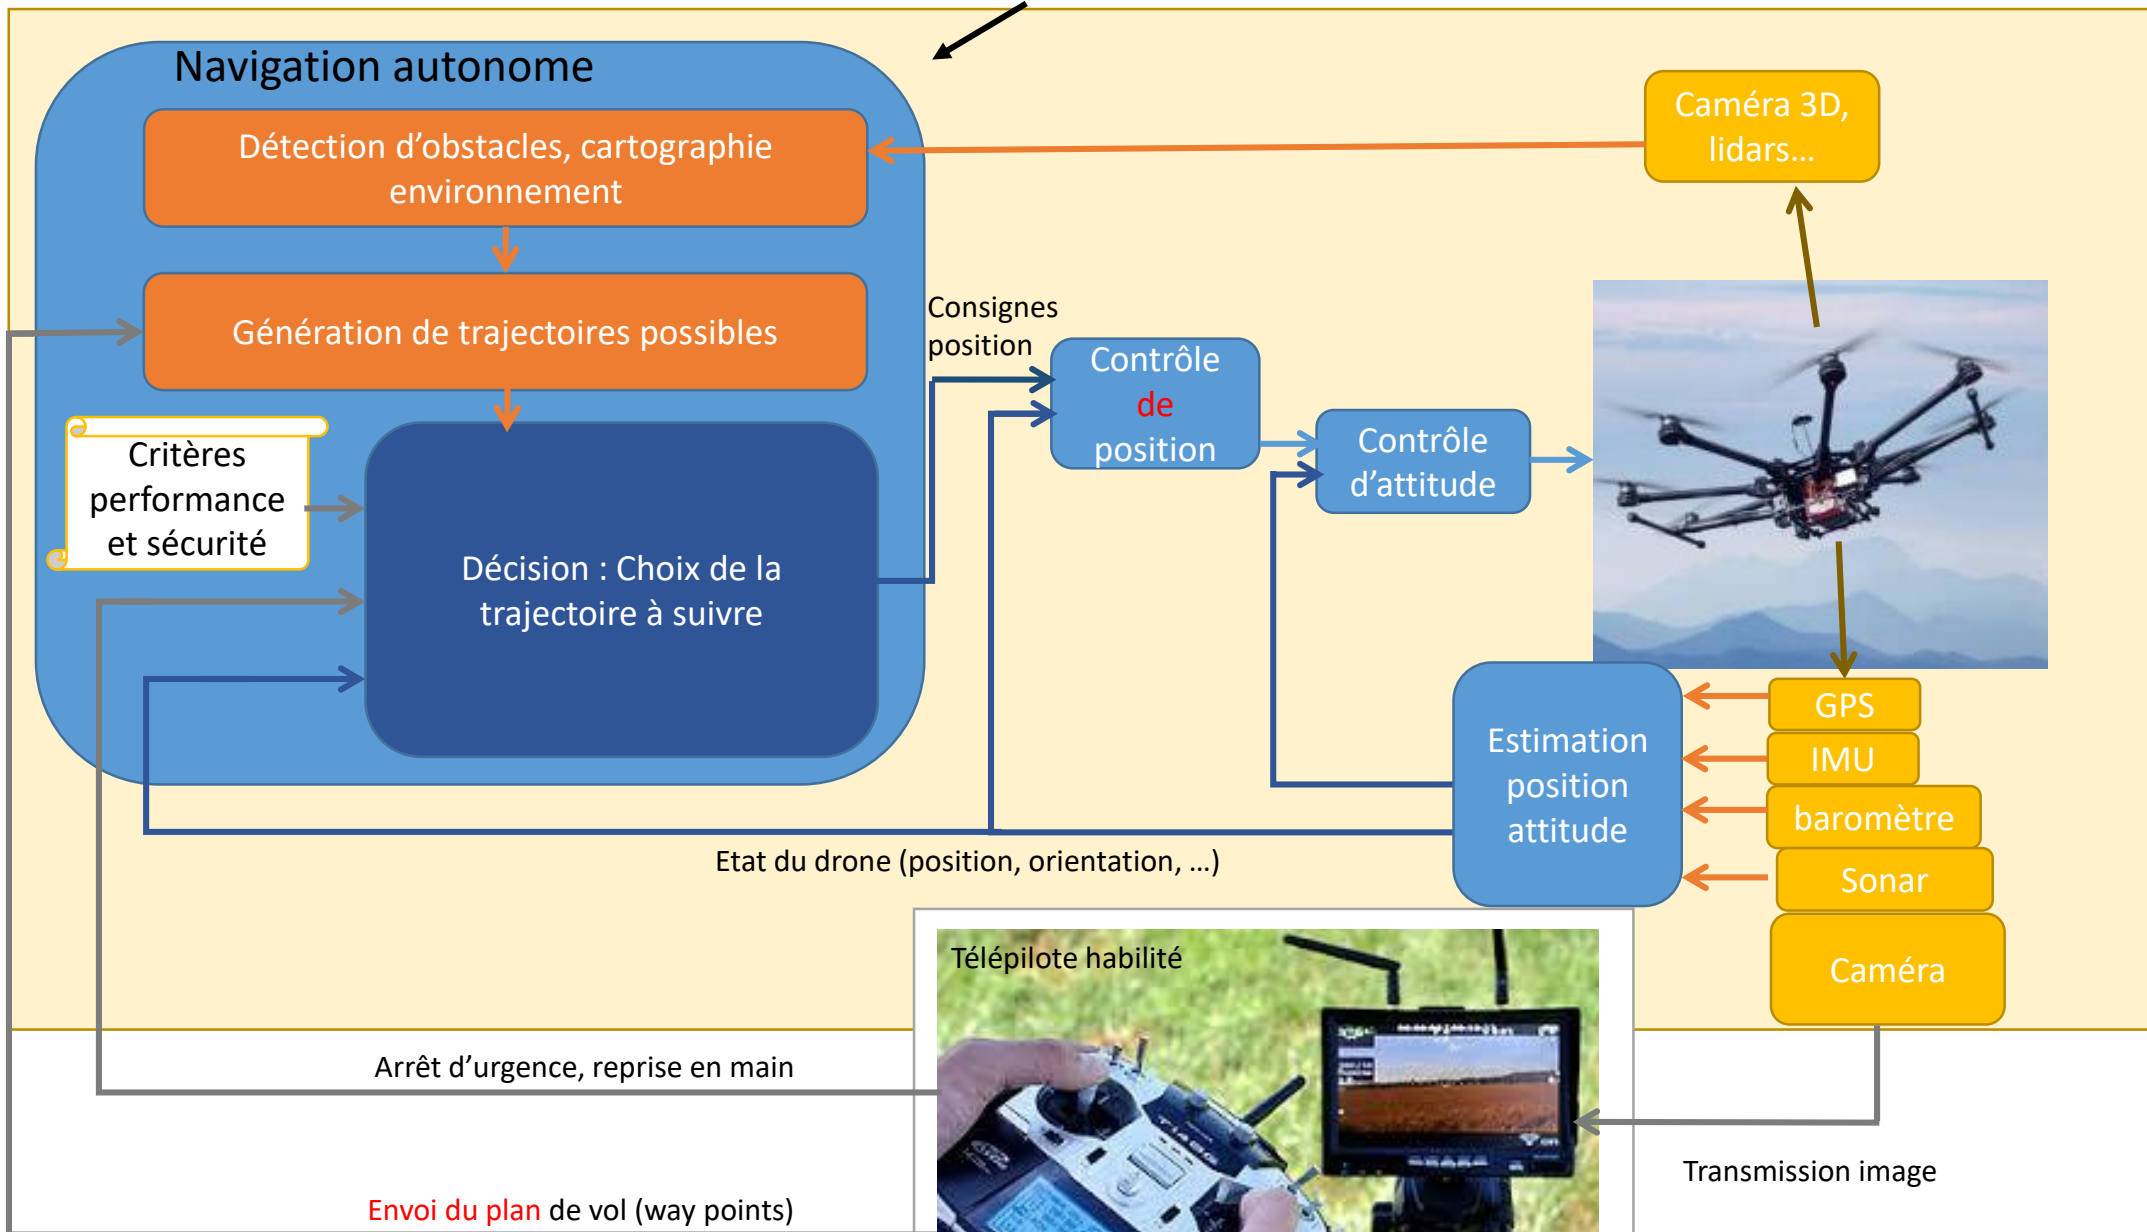 Navigation autonome
Détection d’obstacles, cartographie
environnement
Génération de trajectoires possibles
Critères
performance
et sécurité
Décision : Choix de la
trajectoire à suivre
Consignes
position
Contrôle
de
position
Contrôle
d’attitude
Caméra 3D,
lidars…
Estimation
position
attitude
GPS
IMU
baromètre
Sonar
Caméra
Etat du drone (position, orientation, …)
Télépilote habilité
Arrêt d’urgence, reprise en main
Transmission image
Envoi du plan de vol (way points)